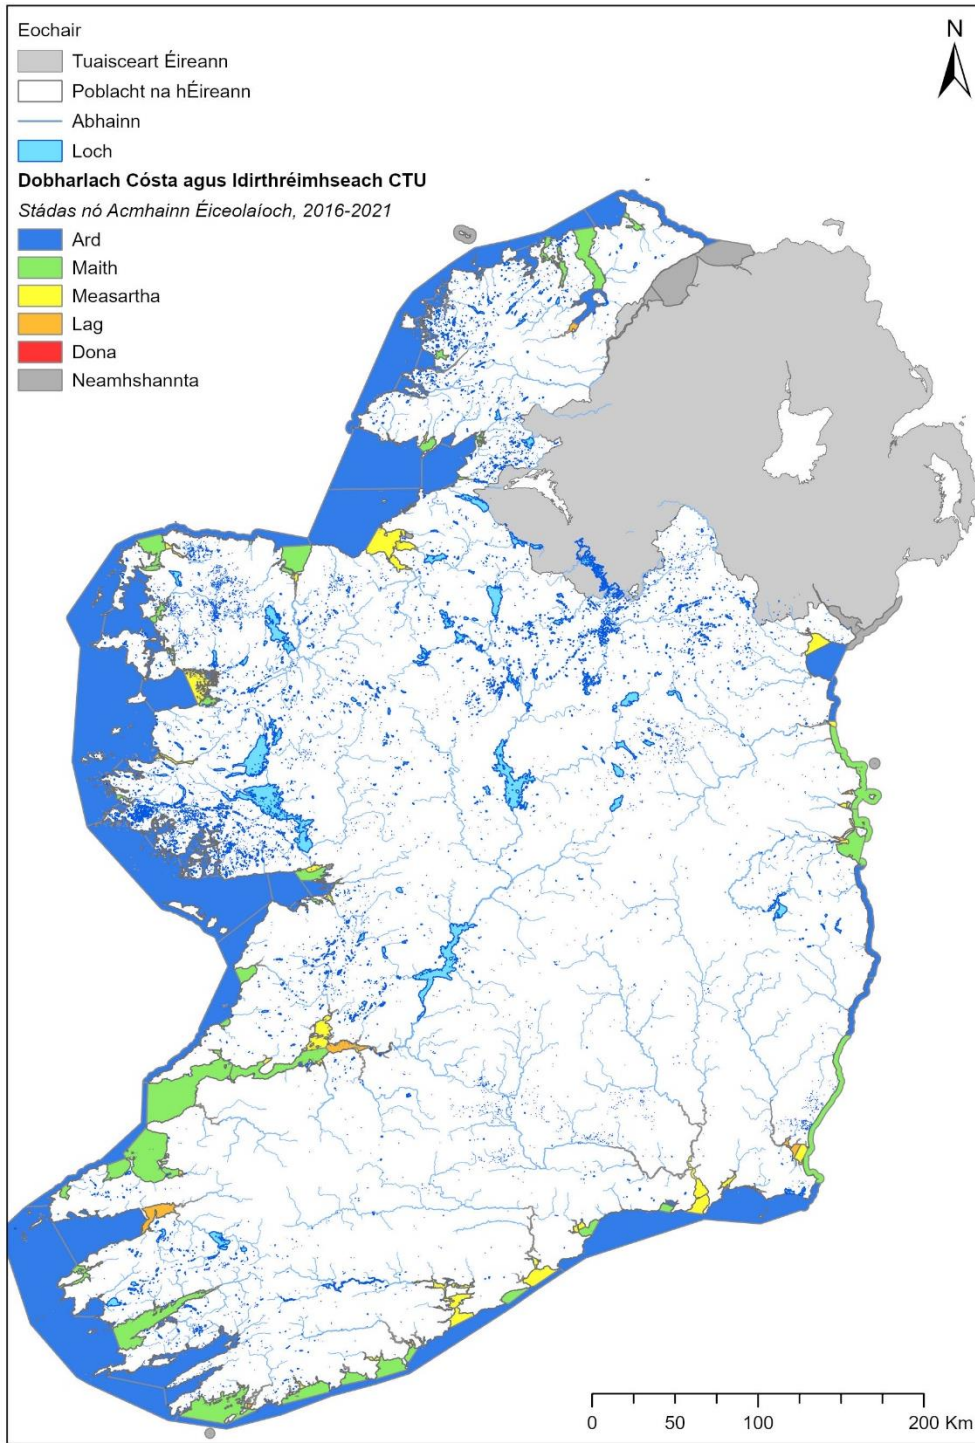 Eochair
Tuaisceart Éireann
Poblacht na hÉireann
Abhainn
Loch
Dobharlach Cósta agus Idirthréimhseach CTU
Stádas nó Acmhainn Éiceolaíoch, 2016-2021
Ard
Maith
Measartha
Lag
Dona
Neamhshannta
N
0 50 100 200 Km